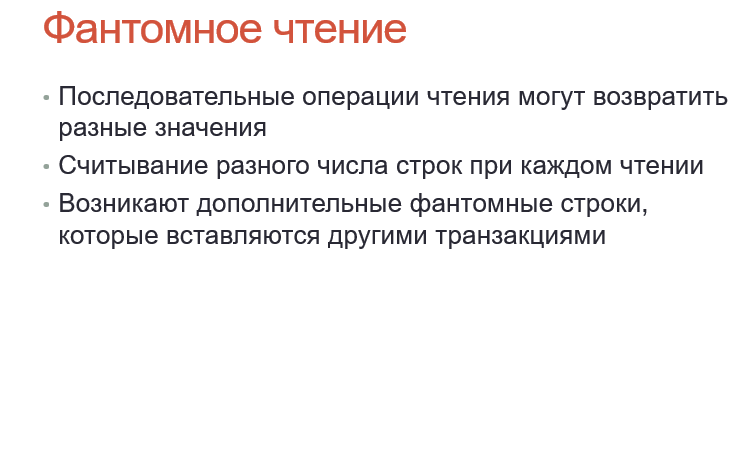 Фантомное чтение
• Последовательные операции чтения могут возвратить
разные значения
• Считывание разного числа строк при каждом чтении
• Возникают дополнительные фантомные строки,
которые вставляются другими транзакциями